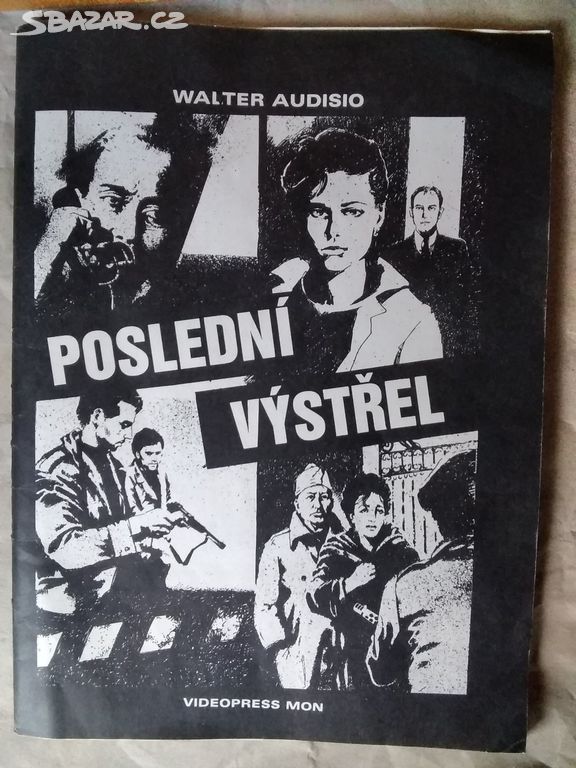 SBAZAR.CZ
WALTER AUDISIO
POSLEDNÍ
VÝSTŘEL
VIDEOPRESS MON